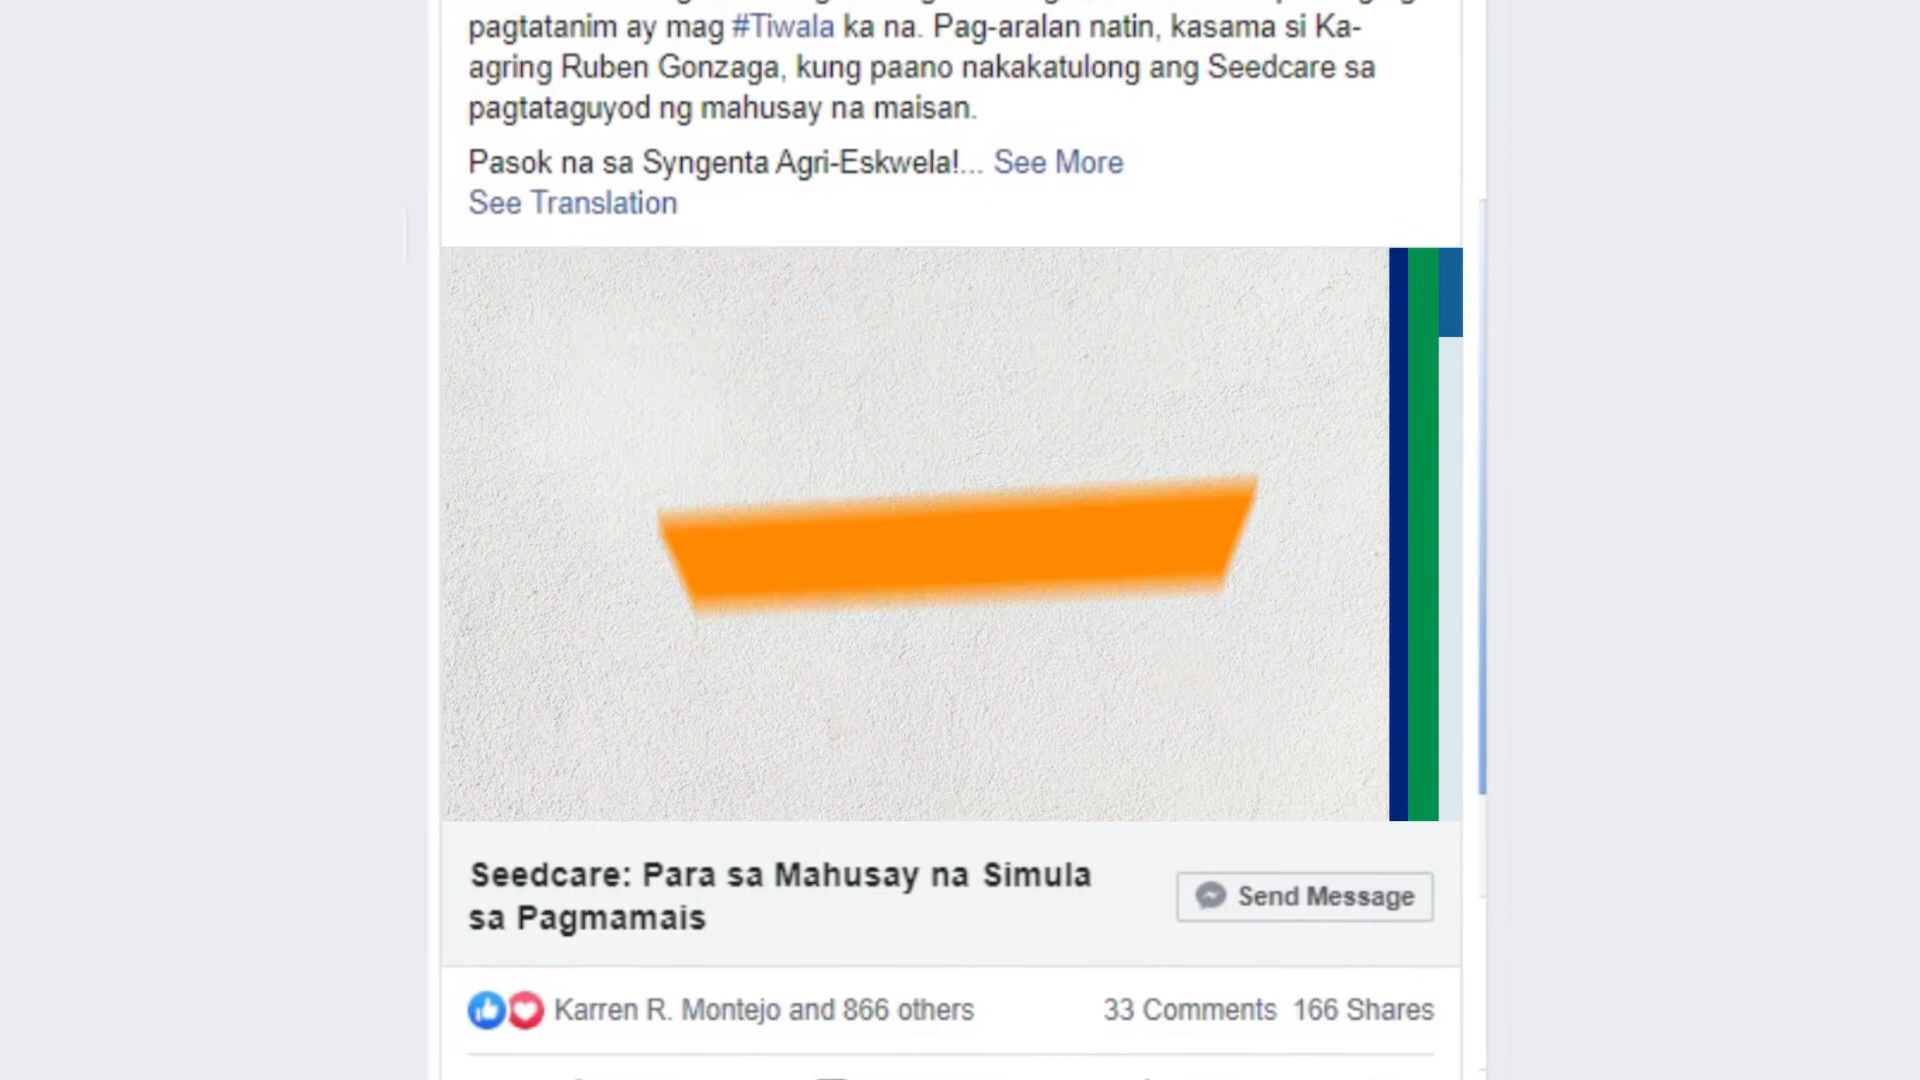 pagtatanim ay mag #Tiwala ka na. Pag-aralan natin, kasama si Ka-
agring Ruben Gonzaga, kung paano nakakatulong ang Seedcare sa
pagtataguyod ng mahusay na maisan.
Pasok na sa Syngenta Agri-Eskwela!... See More
See Translation
Seedcare: Para sa Mahusay na Simula
sa Pagmamais
Send Message
Karren R. Montejo and 866 others
33 Comments 166 Shares